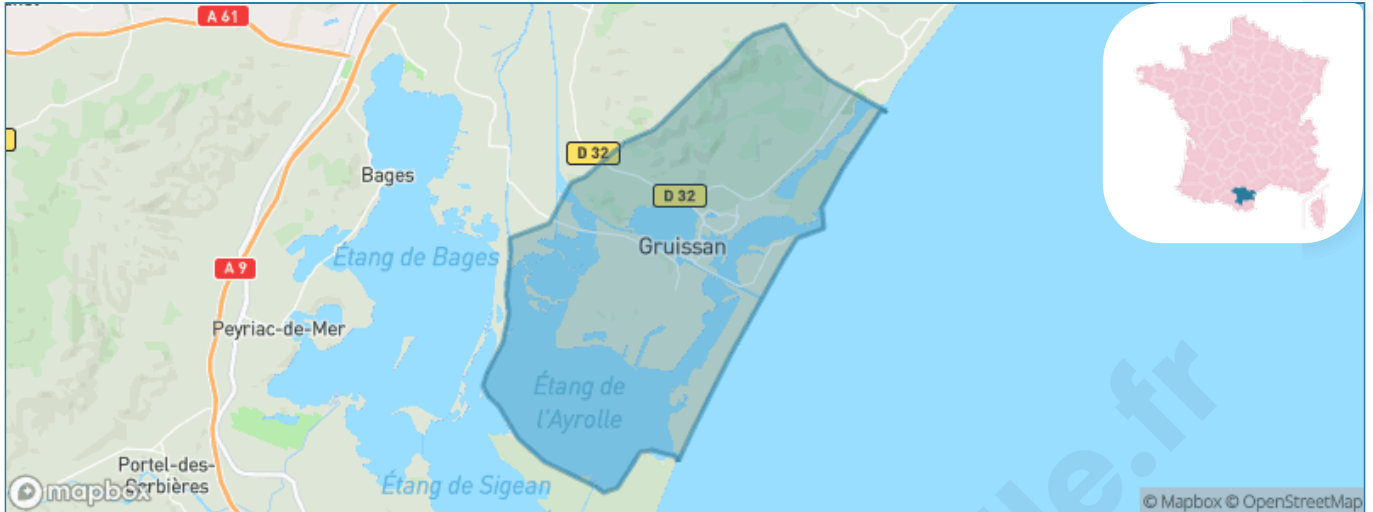 A 61
D 32
Bages
D 32
Gruissan
Étang de Bages
A 9
Peyriac-de-Mer
Étang de
l'Ayrolle
Portel-des-
Corbières
Étang de Sigean
mapbox
© Mapbox © OpenStreetMap